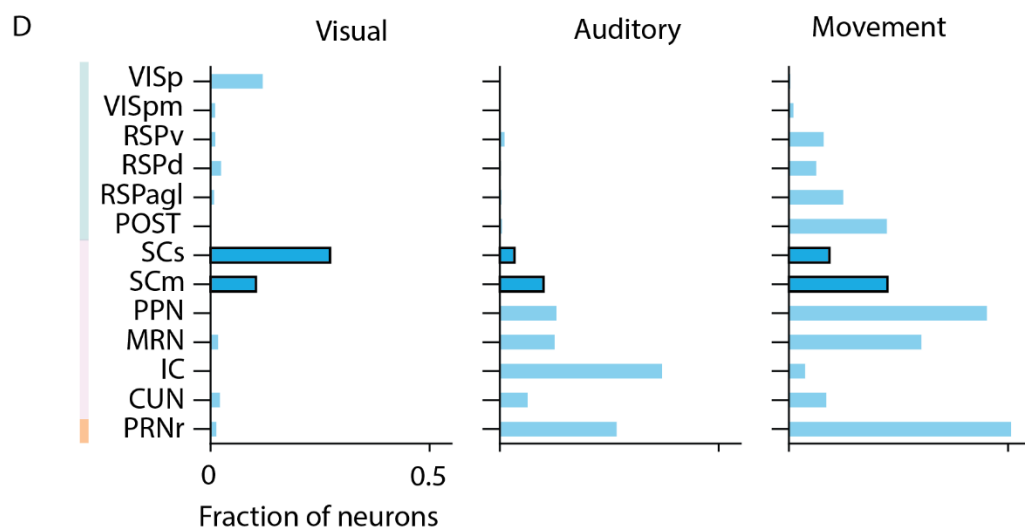 D
Visual Auditory Movement
VISp
VISpm
RSPv
RSPd
RSPagl
POST
SCs
SCm
PPN
MRN
IC
CUN
PRNr
0 0.5
Fraction of neurons